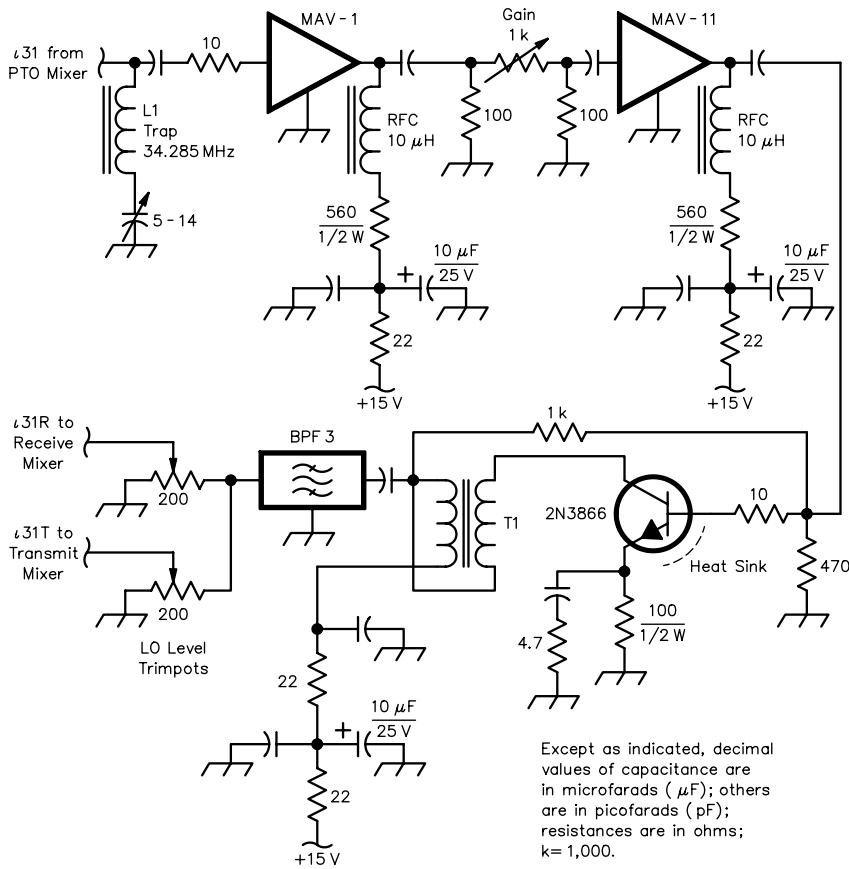 ι31 from
PTO Mixer
10
MAV-1
Gain
1k
MAV-11
L1
Trap
34.285 MHz
5-14
RFC
10 μH
100
100
RFC
10 μH
560
1/2 W
+
10 μF
25 V
22
+15 V
560
1/2 W
+
10 μF
25 V
22
+15 V
ι31R to
Receive
Mixer
200
ι31T to
Transmit
Mixer
200
LO Level
Trimpots
BPF 3
1k
T1
2N3866
10
Heat Sink
470
4.7
100
1/2 W
22
+
10 μF
25 V
22
+15 V
Except as indicated, decimal
values of capacitance are
in microfarads ( μF); others
are in picofarads ( pF);
resistances are in ohms;
k= 1,000.